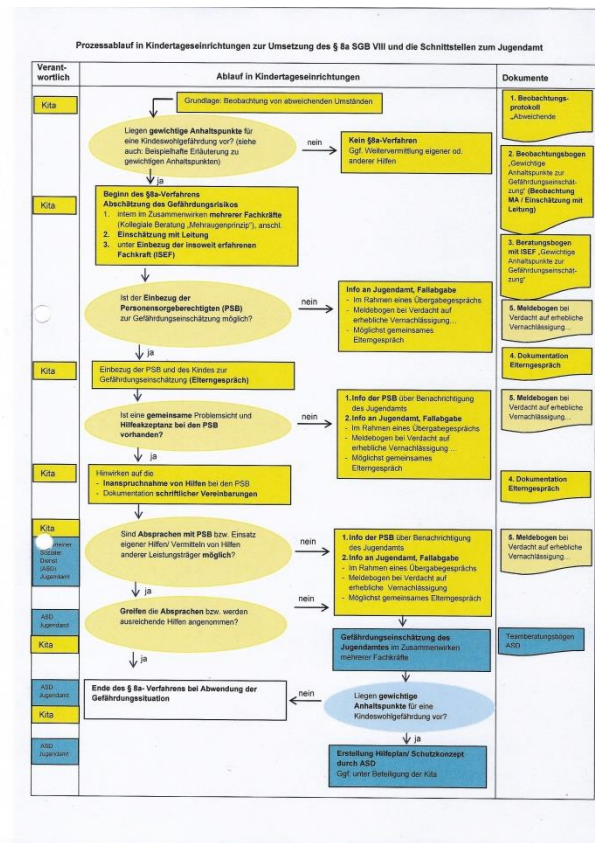 Prozessablauf in Kindertageseinrichtungen zur Umsetzung des § 8a SGB VIII und die Schnittstellen zum Jugendamt
Verant-
wortlich
Ablauf in Kindertageseinrichtungen
Dokumente
Kita
Grundlage: Beobachtung von abweichenden Umständen
1. Beobachtungs-
protokoll
„Abweichende
Liegen gewichtige Anhaltspunkte für
eine Kindeswohlgefährdung vor? (siehe
auch: Beispielhafte Erläuterung zu
gewichtigen Anhaltspunkten)
nein
Kein §8a-Verfahren
Ggf. Weitervermittlung eigener od.
anderer Hilfen
2. Beobachtungsbogen
„Gewichtige
Anhaltspunkte zur
Gefährdungseinschät-
zung“ (Beobachtung
MA / Einschätzung mit
Leitung)
ja
Kita
Beginn des §8a-Verfahrens
Abschätzung des Gefährdungsrisikos
1. intern im Zusammenwirken mehrerer Fachkräfte
(Kollegiale Beratung „Mehraugenprinzip“), anschl.
2. Einschätzung mit Leitung
3. unter Einbezug der insoweit erfahrenen
Fachkraft (ISEF)
3. Beratungsbogen
mit ISEF „Gewichtige
Anhaltspunkte zur
Gefährdungseinschät-
zung“
Ist der Einbezug der
Personensorgeberechtigten (PSB)
zur Gefährdungseinschätzung möglich?
nein
Info an Jugendamt, Fallabgabe
- Im Rahmen eines Übergabegesprächs
- Meldebogen bei Verdacht auf
erhebliche Vernachlässigung...
- Möglichst gemeinsames
Elterngespräch
5. Meldebogen bei
Verdacht auf erhebliche
Vernachlässigung...
ja
Kita
Einbezug der PSB und des Kindes zur
Gefährdungseinschätzung (Elterngespräch)
4. Dokumentation
Elterngespräch
Ist eine gemeinsame Problemsicht und
Hilfeakzeptanz bei den PSB
vorhanden?
nein
1. Info der PSB über Benachrichtigung
des Jugendamts
2. Info an Jugendamt, Fallabgabe
- Im Rahmen eines Übergabegesprächs
- Meldebogen bei Verdacht auf
erhebliche Vernachlässigung ...
- Möglichst gemeinsames
Elterngespräch
5. Meldebogen bei
Verdacht auf erhebliche
Vernachlässigung...
ja
Kita
Hinwirken auf die
- Inanspruchnahme von Hilfen bei den PSB
- Dokumentation schriftlicher Vereinbarungen
4. Dokumentation
Elterngespräch
Kita
Sozialer
Dienst
(ASD)
Jugendamt
Sind Absprachen mit PSB bzw. Einsatz
eigener Hilfen/ Vermitteln von Hilfen
anderer Leistungsträger möglich?
nein
1. Info der PSB über Benachrichtigung
des Jugendamts
2. Info an Jugendamt, Fallabgabe
- Im Rahmen eines Übergabegesprächs
- Meldebogen bei Verdacht auf
erhebliche Vernachlässigung
- Möglichst gemeinsames Elterngespräch
5. Meldebogen bei
Verdacht auf erhebliche
Vernachlässigung...
ja
ASD
Jugendamt
Kita
Greifen die Absprachen bzw. werden
ausreichende Hilfen angenommen?
nein
ja
Gefährdungseinschätzung des
Jugendamtes im Zusammenwirken
mehrerer Fachkräfte
Teamberatungsbögen
ASD
ASD
Jugendamt
Kita
Ende des § 8a- Verfahrens bei Abwendung der
Gefährdungssituation
nein
Liegen gewichtige
Anhaltspunkte für eine
Kindeswohlgefährdung vor?
ja
ASD
Jugendamt
Erstellung Hilfeplan/ Schutzkonzept
durch ASD
Ggf. unter Beteiligung der Kita